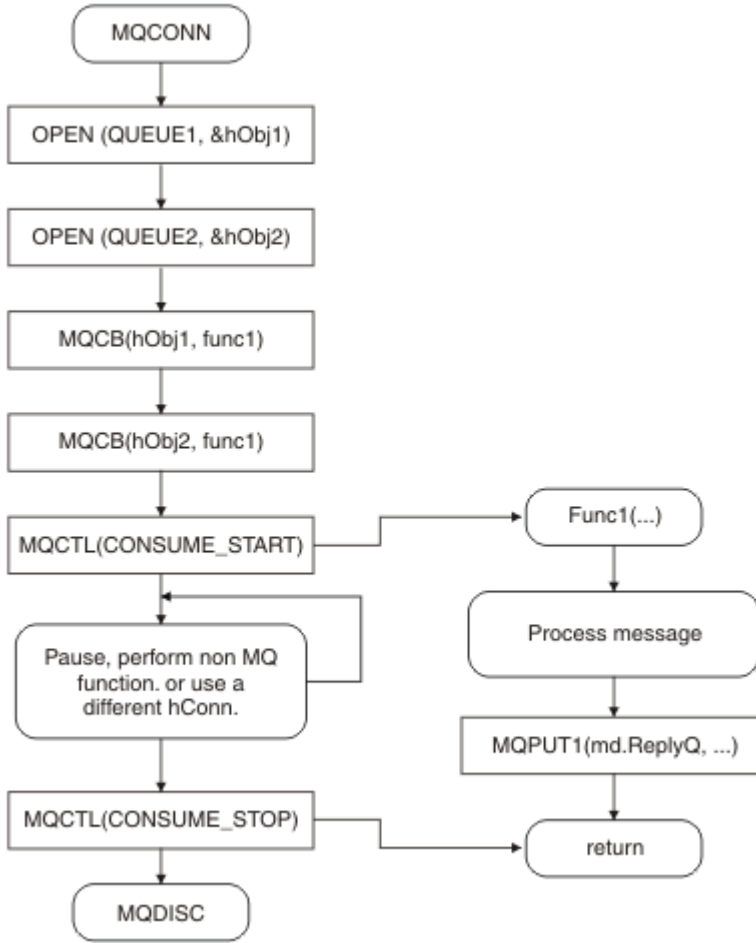 MQCONN
OPEN (QUEUE1, &hObj1)
OPEN (QUEUE2, &hObj2)
MQCB(hObj1, func1)
MQCB(hObj2, func1)
MQCTL(CONSUME_START)
Pause, perform non MQ
function. or use a
different hConn.
MQCTL(CONSUME_STOP)
MQDISC
Func1(...)
Process message
MQPUT1(md.ReplyQ, ...)
return